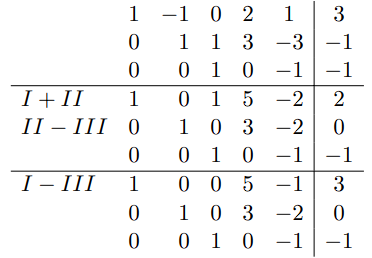 1 −1 0 2 1 3
0 1 1 3 −3 −1
0 0 1 0 −1 −1
I + II 1 0 1 5 −2 2
II − III 0 1 0 3 −2 0
0 0 1 0 −1 −1
I − III 1 0 0 5 −1 3
0 1 0 3 −2 0
0 0 1 0 −1 −1